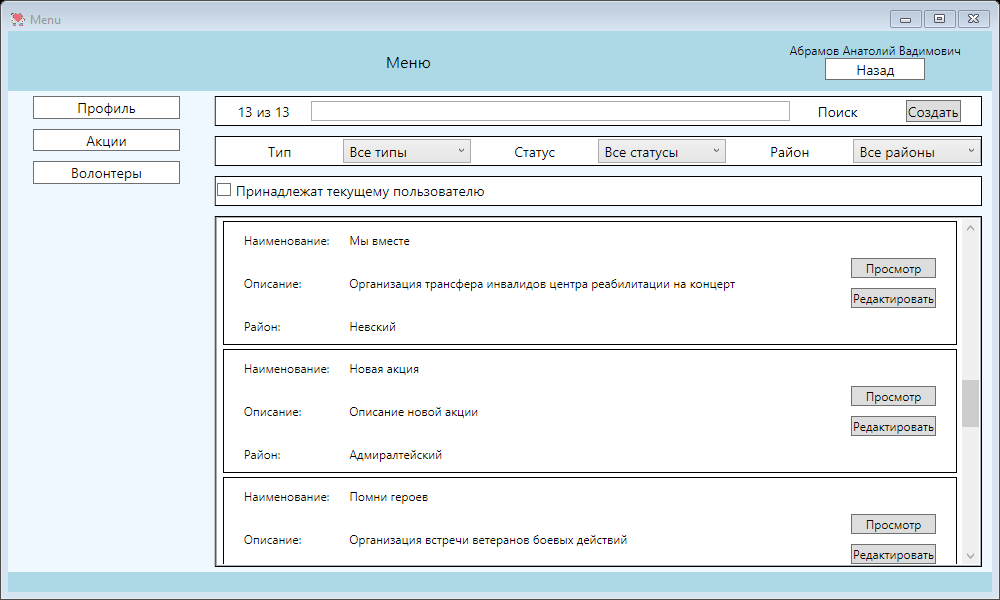 Menu
Меню
Абрамов Анатолий Вадимович
Назад
Профиль
Акции
Волонтеры
13 из 13 Поиск Создать
Тип Все типы Статус Все статусы Район Все районы
Принадлежат текущему пользователю
Наименование: Мы вместе
Просмотр
Описание: Организация трансфера инвалидов центра реабилитации на концерт
Редактировать
Район: Невский
Наименование: Новая акция
Просмотр
Описание: Описание новой акции
Редактировать
Район: Адмиралтейский
Наименование: Помни героев
Просмотр
Описание: Организация встречи ветеранов боевых действий
Редактировать